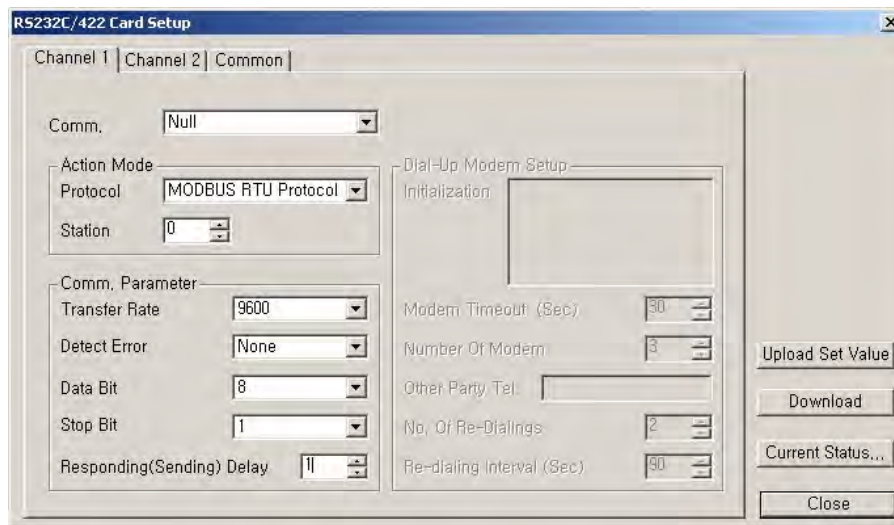 RS232C/422 Card Setup
Channel 1 Channel 2 Common
Comm. Null
Action Mode
Protocol MODBUS RTU Protocol
Station 0
Comm. Parameter
Transfer Rate 9600
Detect Error None
Data Bit 8
Stop Bit 1
Responding(Sending) Delay 1
Dial-Up Modem Setup
Initialization
Modem Timeout (Sec) 30
Number Of Modem 3
Other Party Tel:
No. Of Re-Dialings 2
Re-dialing Interval (Sec) 90
Upload Set Value
Download
Current Status...
Close